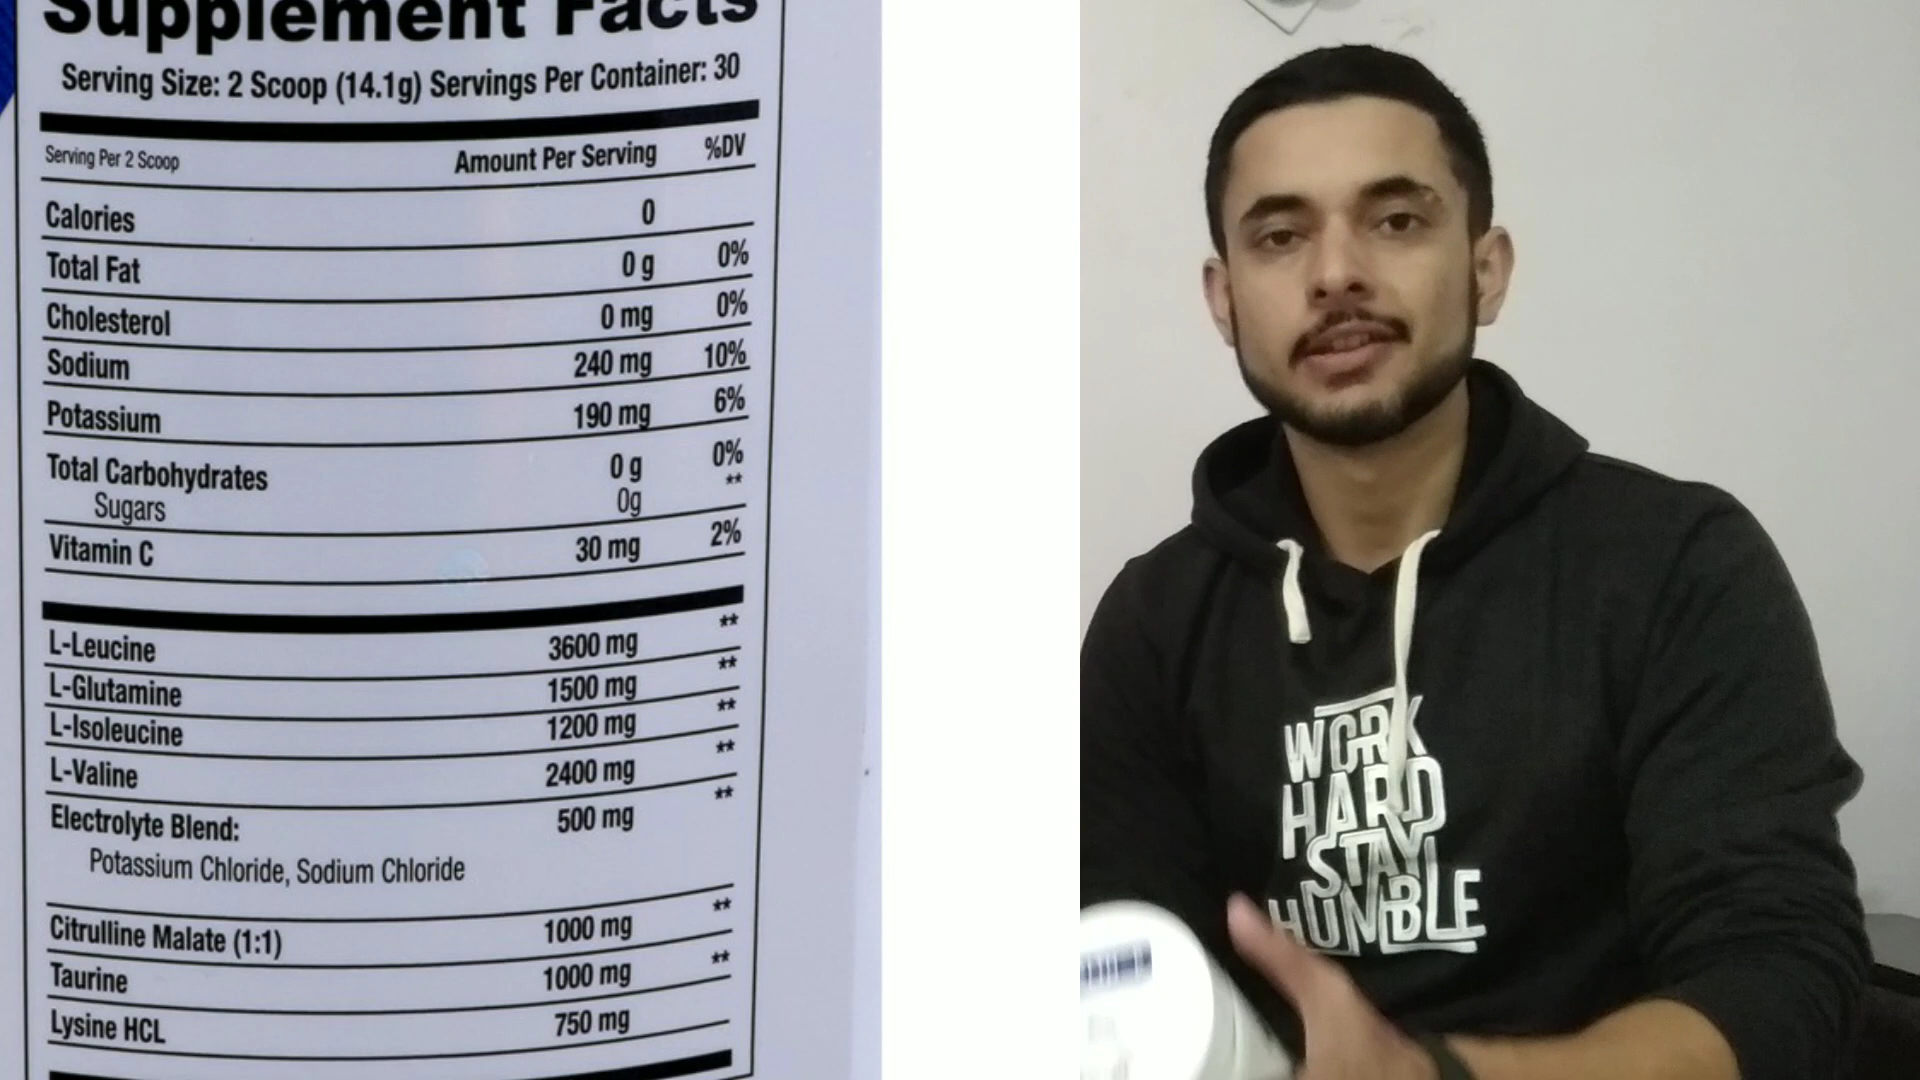 Supplement Facts
Serving Size: 2 Scoop (14.1g) Servings Per Container: 30
Serving Per 2 Scoop Amount Per Serving %DV
Calories 0
Total Fat 0 g 0%
Cholesterol 0 mg 0%
Sodium 240 mg 10%
Potassium 190 mg 6%
Total Carbohydrates 0 g 0%
Sugars 0g **
Vitamin C 30 mg 2%
L-Leucine 3600 mg **
L-Glutamine 1500 mg **
L-Isoleucine 1200 mg **
L-Valine 2400 mg **
Electrolyte Blend: 500 mg **
Potassium Chloride, Sodium Chloride
Citrulline Malate (1:1) 1000 mg **
Taurine 1000 mg **
Lysine HCL 750 mg
WORK
HARD
STAY
HUMBLE